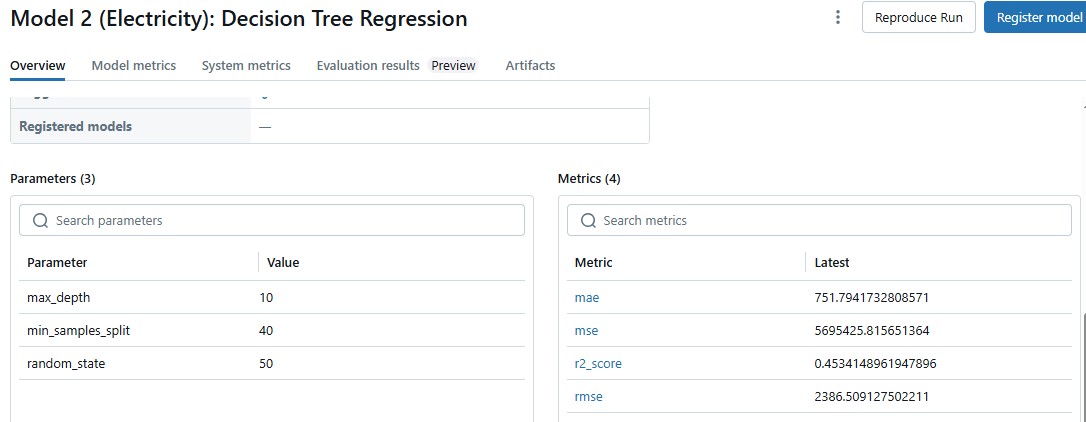 Model 2 (Electricity): Decision Tree Regression
Reproduce Run
Register model
Overview Model metrics System metrics Evaluation results Preview Artifacts
Registered models —
Parameters (3)
Search parameters
Parameter Value
max_depth 10
min_samples_split 40
random_state 50
Metrics (4)
Search metrics
Metric Latest
mae 751.7941732808571
mse 5695425.815651364
r2_score 0.4534148961947896
rmse 2386.509127502211